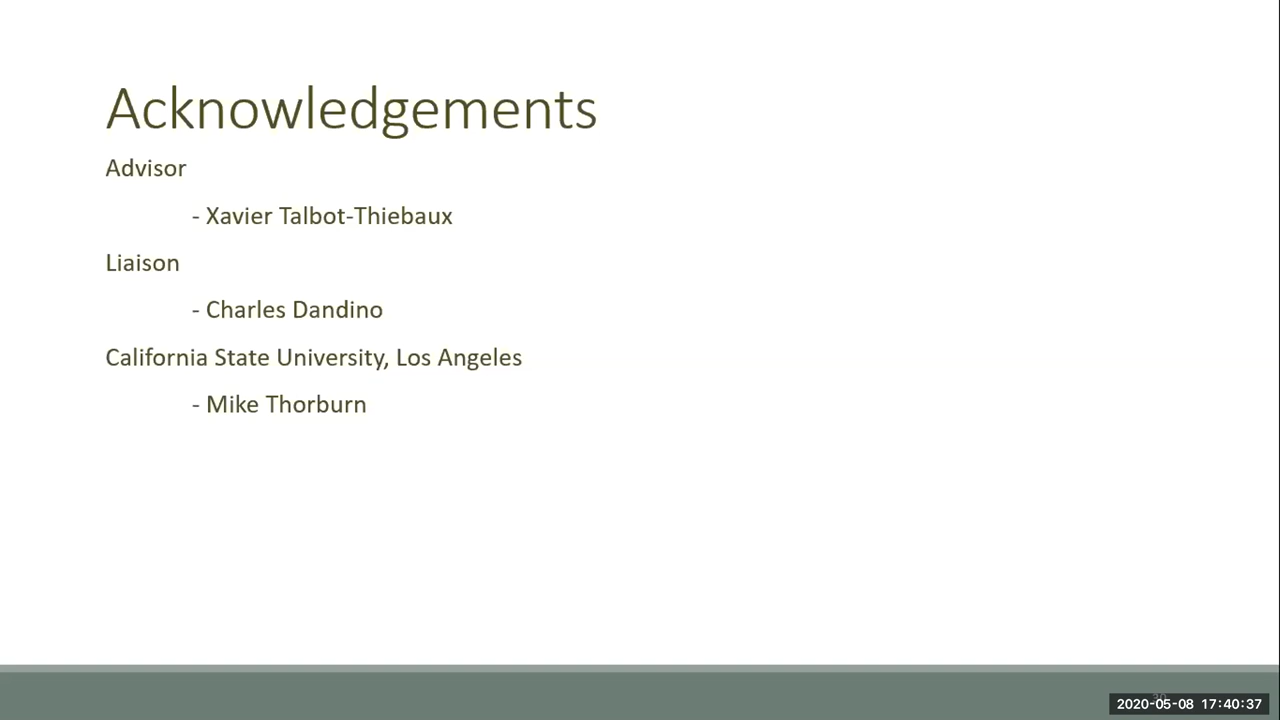 Acknowledgements
Advisor
- Xavier Talbot-Thiebaux
Liaison
- Charles Dandino
California State University, Los Angeles
- Mike Thorburn
2020-05-08 17:40:37